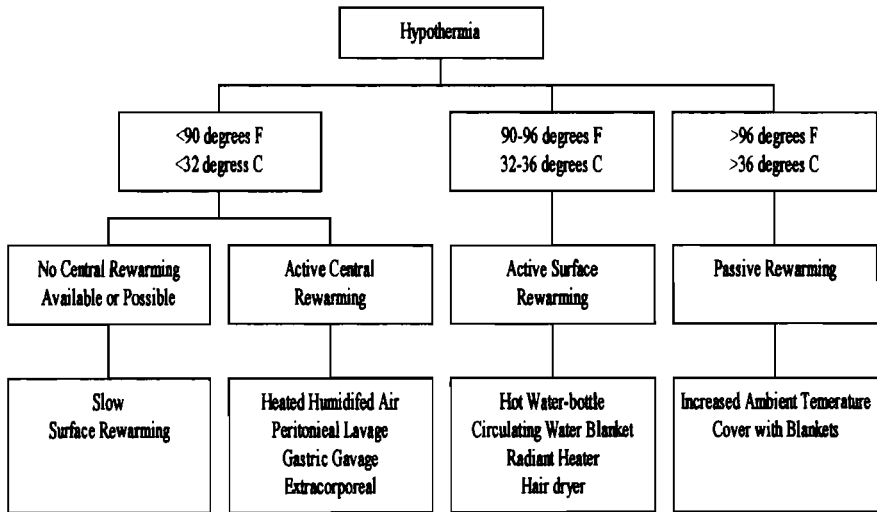 Hypothermia
<90 degrees F
<32 degress C
90-96 degrees F
32-36 degrees C
>96 degrees F
>36 degrees C
No Central Rewarming
Available or Possible
Active Central
Rewarming
Active Surface
Rewarming
Passive Rewarming
Slow
Surface Rewarming
Heated Humidifed Air
Peritonieal Lavage
Gastric Gavage
Extracorporeal
Hot Water-bottle
Circulating Water Blanket
Radiant Heater
Hair dryer
Increased Ambient Temerature
Cover with Blankets